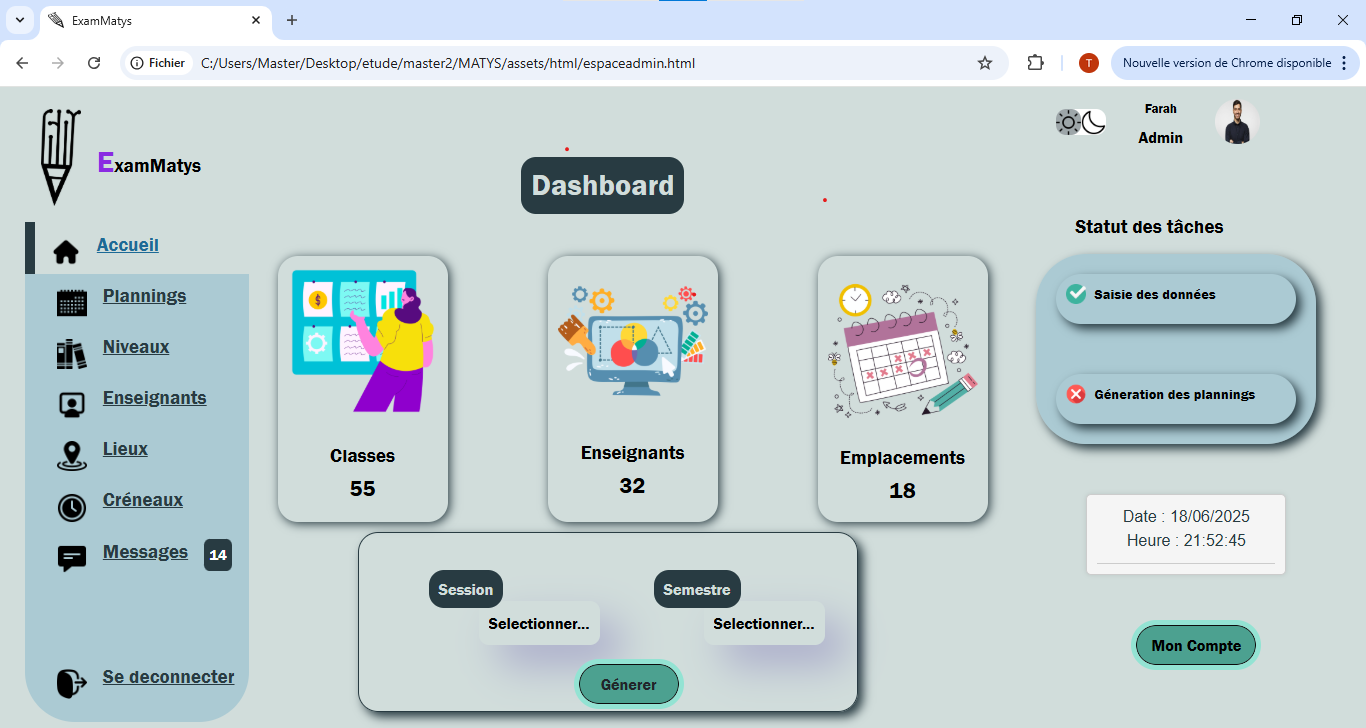 ExamMatys
Fichier
C:/Users/Master/Desktop/etude/master2/MATYS/assets/html/espaceadmin.html
T
Nouvelle version de Chrome disponible
ExamMatys
Farah
Admin
Dashboard
Accueil
Plannings
Niveaux
Enseignants
Lieux
Créneaux
Messages 14
Se deconnecter
Classes
55
Enseignants
32
Emplacements
18
Session
Selectionner...
Semestre
Selectionner...
Génerer
Statut des tâches
Saisie des données
Géneration des plannings
Date : 18/06/2025
Heure : 21:52:45
Mon Compte